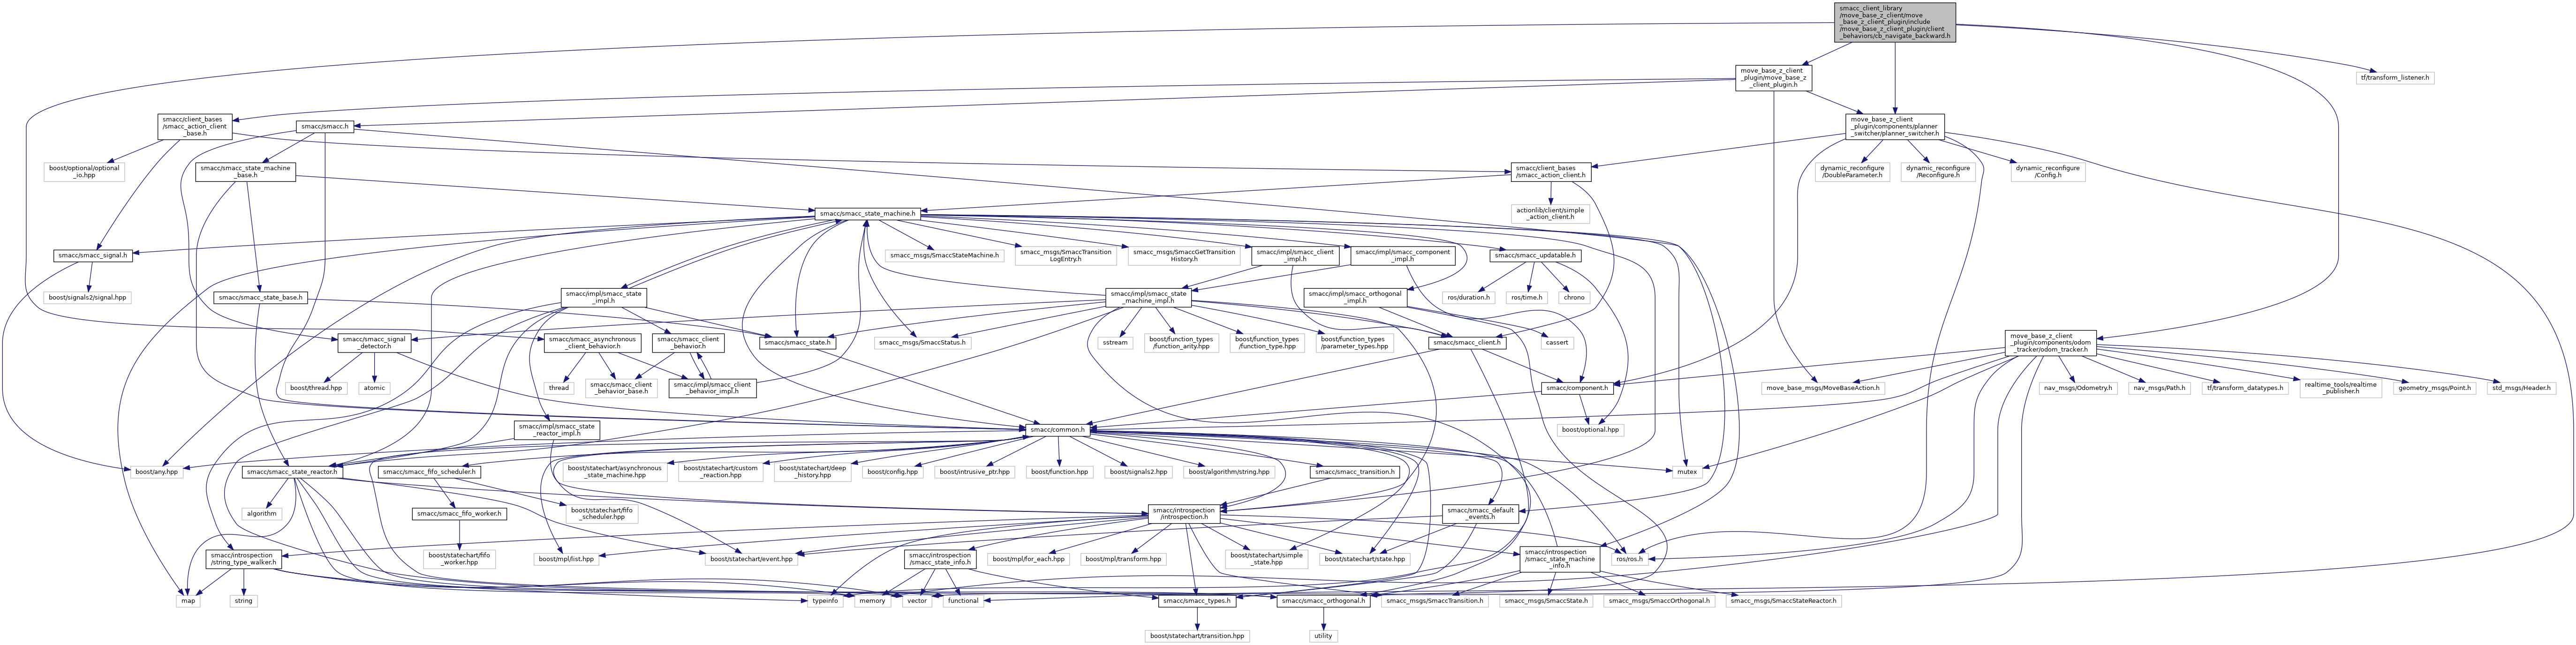 smacc_client_library
/move_base_z_client/move
_base_z_client_plugin/include
/move_base_z_client_plugin/client
_behaviors/cb_navigate_backward.h
move_base_z_client
_plugin/move_base_z
_client_plugin.h
tf/transform_listener.h
smacc/client_bases
/smacc_action_client
_base.h
smacc/smacc.h
move_base_z_client
_plugin/components/planner
_switcher/planner_switcher.h
boost/optional/optional
_io.hpp
smacc/smacc_state_machine
_base.h
smacc/client_bases
/smacc_action_client.h
dynamic_reconfigure
/DoubleParameter.h
dynamic_reconfigure
/Reconfigure.h
dynamic_reconfigure
/Config.h
smacc/smacc_state_machine.h
actionlib/client/simple
_action_client.h
smacc/smacc_signal.h
smacc_msgs/SmaccStateMachine.h
smacc_msgs/SmaccTransition
LogEntry.h
smacc_msgs/SmaccGetTransition
History.h
smacc/impl/smacc_client
_impl.h
smacc/impl/smacc_component
_impl.h
smacc/smacc_updatable.h
boost/signals2/signal.hpp
smacc/smacc_state_base.h
smacc/impl/smacc_state
_impl.h
smacc/impl/smacc_state
_machine_impl.h
smacc/impl/smacc_orthogonal
_impl.h
ros/duration.h
ros/time.h
chrono
smacc/smacc_signal
_detector.h
smacc/smacc_asynchronous
_client_behavior.h
smacc/smacc_client
_behavior.h
smacc/smacc_state.h
smacc_msgs/SmaccStatus.h
sstream
boost/function_types
/function_arity.hpp
boost/function_types
/function_type.hpp
boost/function_types
/parameter_types.hpp
smacc/smacc_client.h
cassert
move_base_z_client
_plugin/components/odom
_tracker/odom_tracker.h
boost/thread.hpp
atomic
thread
smacc/smacc_client
_behavior_base.h
smacc/impl/smacc_client
_behavior_impl.h
smacc/component.h
move_base_msgs/MoveBaseAction.h
nav_msgs/Odometry.h
nav_msgs/Path.h
tf/transform_datatypes.h
realtime_tools/realtime
_publisher.h
geometry_msgs/Point.h
std_msgs/Header.h
smacc/impl/smacc_state
_reactor_impl.h
smacc/common.h
boost/optional.hpp
boost/any.hpp
smacc/smacc_state_reactor.h
smacc/smacc_fifo_scheduler.h
boost/statechart/asynchronous
_state_machine.hpp
boost/statechart/custom
_reaction.hpp
boost/statechart/deep
_history.hpp
boost/config.hpp
boost/intrusive_ptr.hpp
boost/function.hpp
boost/signals2.hpp
boost/algorithm/string.hpp
smacc/smacc_transition.h
mutex
algorithm
smacc/smacc_fifo_worker.h
boost/statechart/fifo
_scheduler.hpp
smacc/introspection
/introspection.h
smacc/smacc_default
_events.h
smacc/introspection
/string_type_walker.h
boost/statechart/fifo
_worker.hpp
boost/mpl/list.hpp
boost/statechart/event.hpp
smacc/introspection
/smacc_state_info.h
boost/mpl/for_each.hpp
boost/mpl/transform.hpp
boost/statechart/simple
_state.hpp
boost/statechart/state.hpp
smacc/introspection
/smacc_state_machine
_info.h
ros/ros.h
map
string
typeinfo
memory
vector
functional
smacc/smacc_types.h
smacc/smacc_orthogonal.h
smacc_msgs/SmaccTransition.h
smacc_msgs/SmaccState.h
smacc_msgs/SmaccOrthogonal.h
smacc_msgs/SmaccStateReactor.h
boost/statechart/transition.hpp
utility